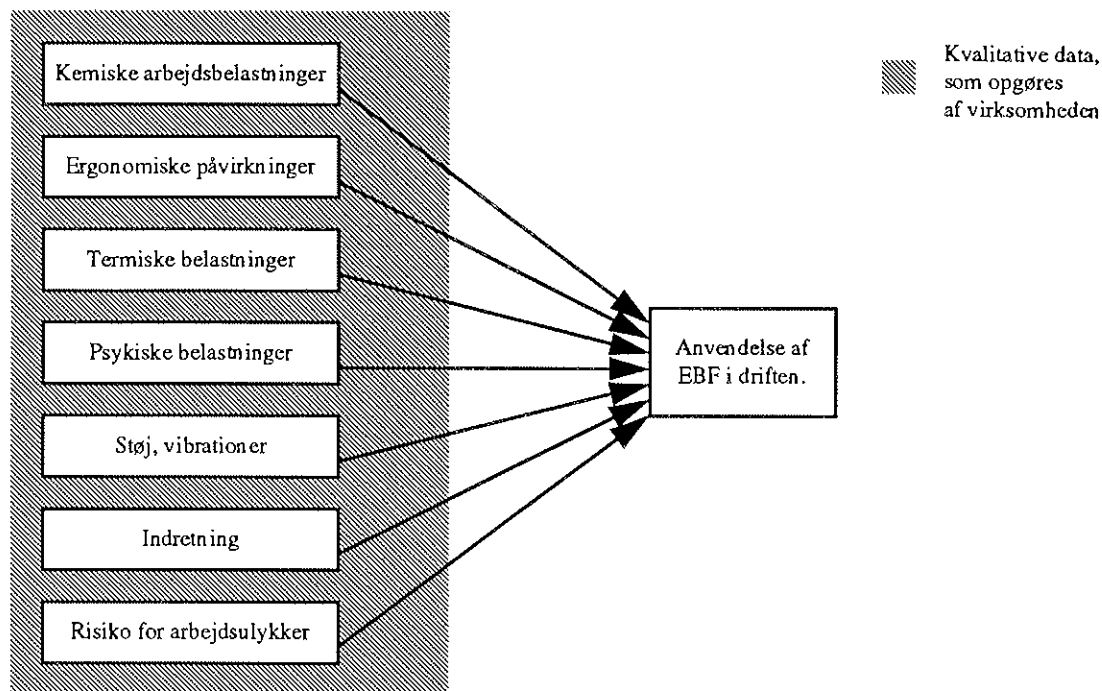 Kemiske arbejdsbelastninger
Ergonomiske påvirkninger
Termiske belastninger
Psykiske belastninger
Støj, vibrationer
Indretning
Risiko for arbejdsulykker
Anvendelse af
EBF i driften.
Kvalitative data,
som opgøres
af virksomheden